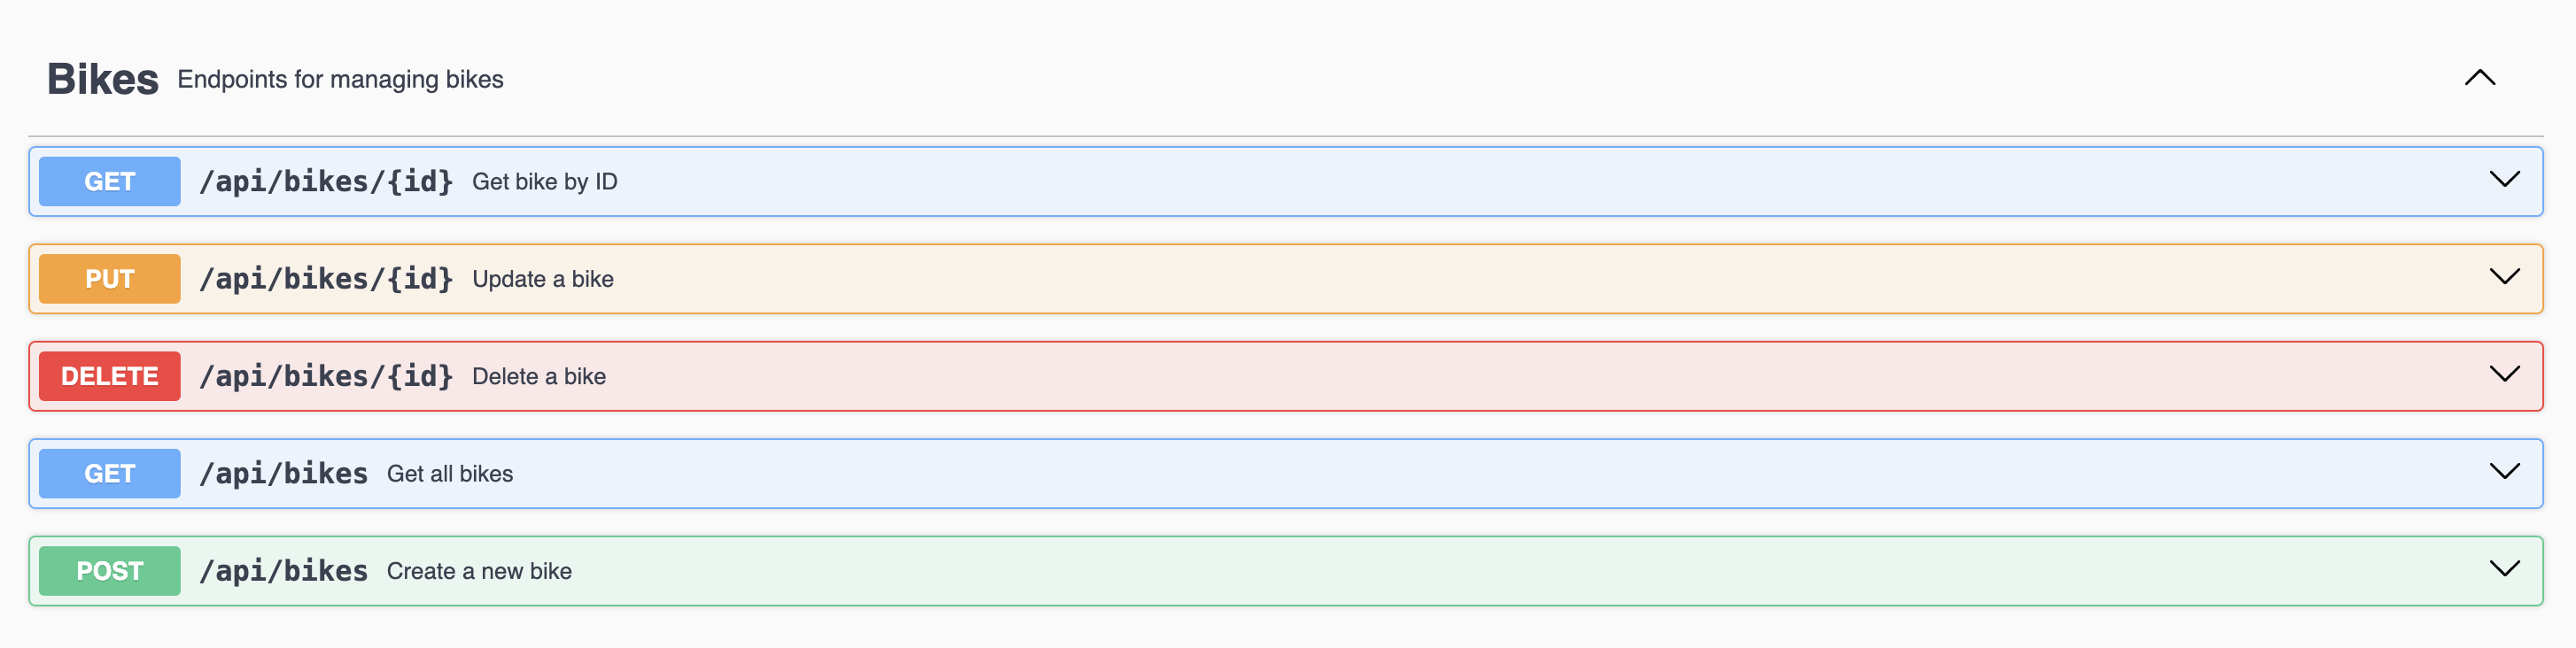 Bikes Endpoints for managing bikes
GET /api/bikes/{id} Get bike by ID
PUT /api/bikes/{id} Update a bike
DELETE /api/bikes/{id} Delete a bike
GET /api/bikes Get all bikes
POST /api/bikes Create a new bike